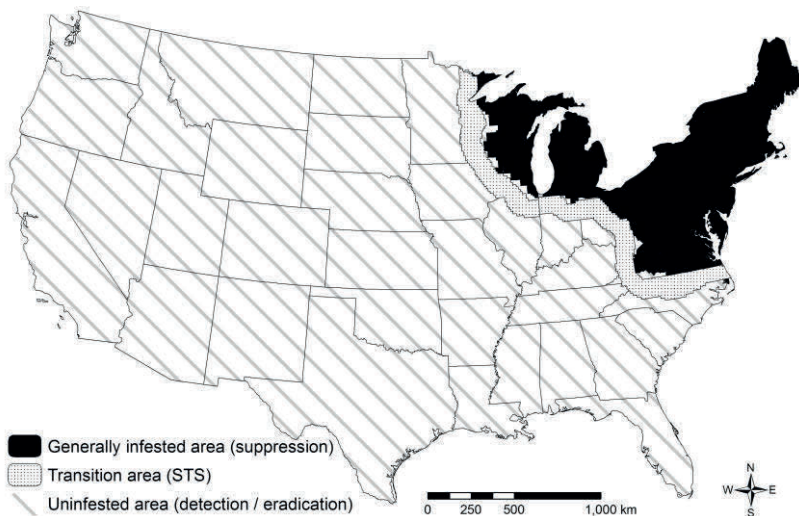 Generally infested area (suppression)
Transition area (STS)
Uninfested area (detection / eradication)
0 250 500 1,000 km
N
W E
S